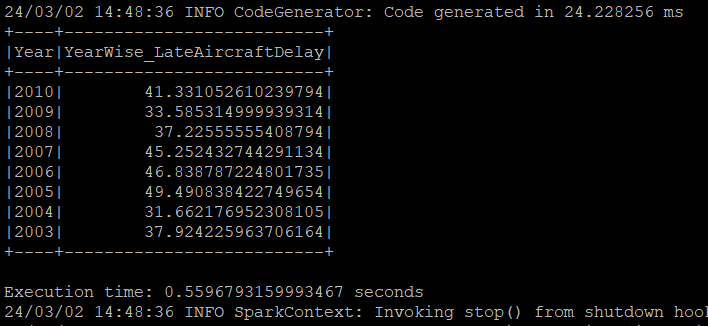 24/03/02 14:48:36 INFO CodeGenerator: Code generated in 24.228256 ms
+----+--------------------------+
|Year|YearWise_LateAircraftDelay|
+----+--------------------------+
|2010|        41.331052610239794|
|2009|        33.585314999939314|
|2008|         37.22555555408794|
|2007|        45.252432744291134|
|2006|        46.838787224801735|
|2005|        49.490838422749654|
|2004|        31.662176952308105|
|2003|        37.924225963706164|
+----+--------------------------+
Execution time: 0.5596793159993467 seconds
24/03/02 14:48:36 INFO SparkContext: Invoking stop() from shutdown hool